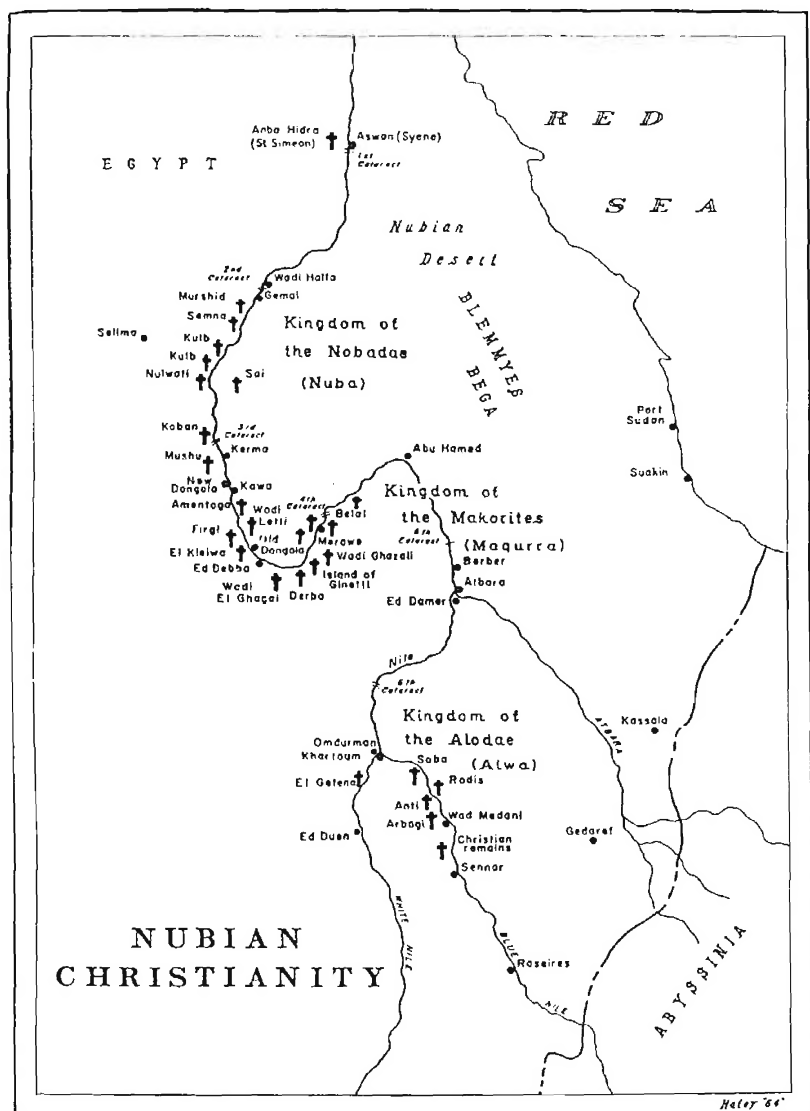 RED
SEA
Anba Hidra
(St Simeon)
Aswan (Syene)
1st
Cataract
EGYPT
Nubian
Desert
2nd
Cataract
Wadi Halfa
Gemai
Murshid
Semna
Selima
Kulb
Kulb
Nulwati
Sai
Kingdom of
the Nobadae
(Nuba)
BLEMMYES
BEGA
Port
Sudan
Suakin
Koban
3rd
Cataract
Kerma
Mushu
New
Dongola
Kawa
Amentogo
Wadi
Letti
Firgi
Old
Dongola
El Kleiwa
Ed Debba
Wadi
El Ghaçai
Derba
Island of
Ginetti
Wadi Ghazali
Merowe
4th
Cataract
Belal
Abu Hamed
Kingdom of
the Makorites
(Maqurra)
Cataract
Berber
Atbara
Ed Damer
Nile
6th
Cataract
Kingdom of
the Alodae
(Alwa)
ATBARA
Kassala
Omdurman
Khartoum
Soba
El Getena
Rodis
Anti
Arbagi
Wad Medani
Ed Duen
Christian
remains
Gedaref
Sennar
WHITE NILE
BLUE
NILE
Roseires
ABYSSINIA
NUBIAN
CHRISTIANITY
Haley '64'